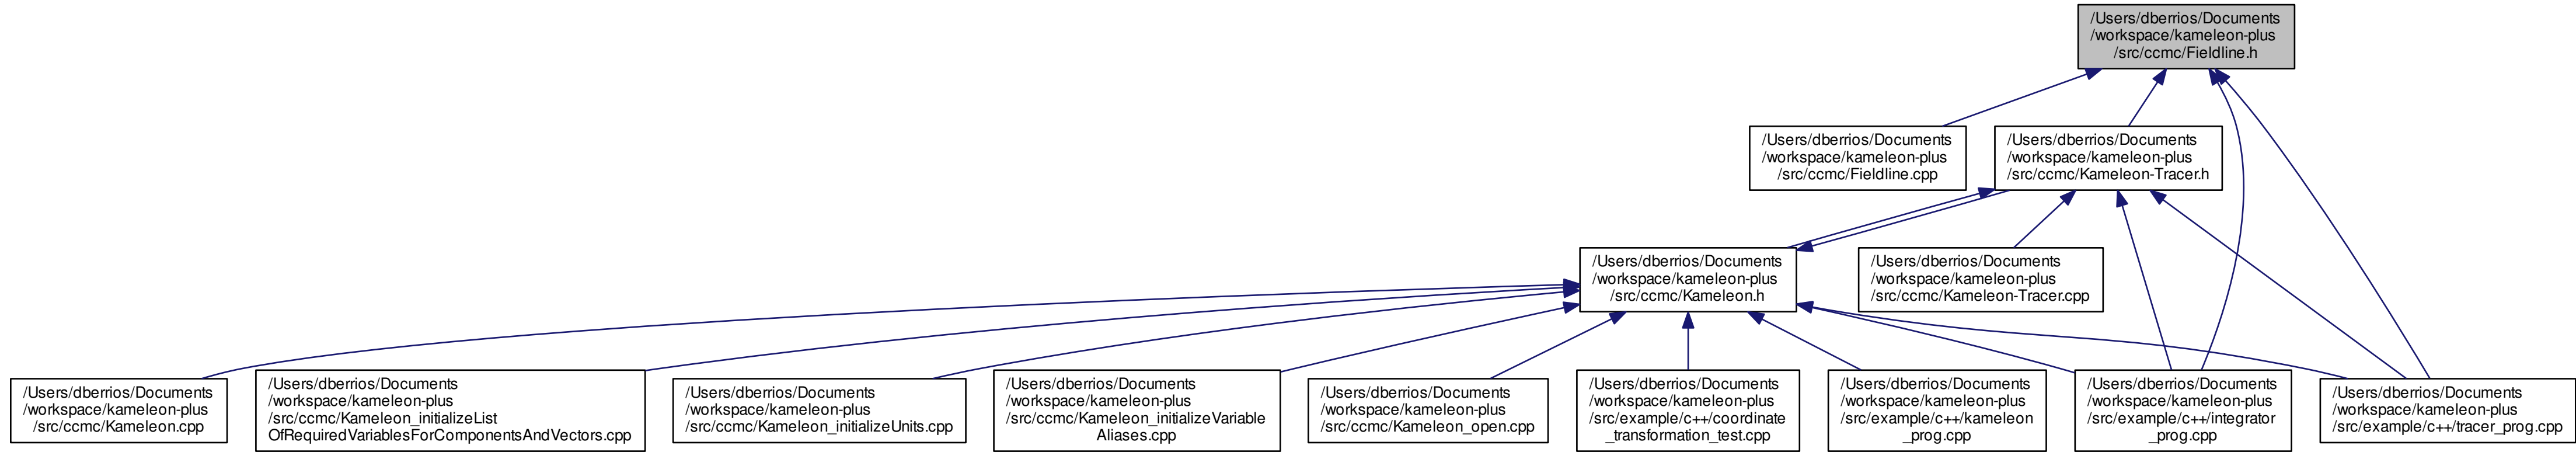 /Users/dberrios/Documents
/workspace/kameleon-plus
/src/ccmc/Fieldline.h
/Users/dberrios/Documents
/workspace/kameleon-plus
/src/ccmc/Fieldline.cpp
/Users/dberrios/Documents
/workspace/kameleon-plus
/src/ccmc/Kameleon-Tracer.h
/Users/dberrios/Documents
/workspace/kameleon-plus
/src/ccmc/Kameleon.h
/Users/dberrios/Documents
/workspace/kameleon-plus
/src/ccmc/Kameleon-Tracer.cpp
/Users/dberrios/Documents
/workspace/kameleon-plus
/src/ccmc/Kameleon.cpp
/Users/dberrios/Documents
/workspace/kameleon-plus
/src/ccmc/Kameleon_initializeList
OfRequiredVariablesForComponentsAndVectors.cpp
/Users/dberrios/Documents
/workspace/kameleon-plus
/src/ccmc/Kameleon_initializeUnits.cpp
/Users/dberrios/Documents
/workspace/kameleon-plus
/src/ccmc/Kameleon_initializeVariable
Aliases.cpp
/Users/dberrios/Documents
/workspace/kameleon-plus
/src/ccmc/Kameleon_open.cpp
/Users/dberrios/Documents
/workspace/kameleon-plus
/src/example/c++/coordinate
_transformation_test.cpp
/Users/dberrios/Documents
/workspace/kameleon-plus
/src/example/c++/kameleon
_prog.cpp
/Users/dberrios/Documents
/workspace/kameleon-plus
/src/example/c++/integrator
_prog.cpp
/Users/dberrios/Documents
/workspace/kameleon-plus
/src/example/c++/tracer_prog.cpp